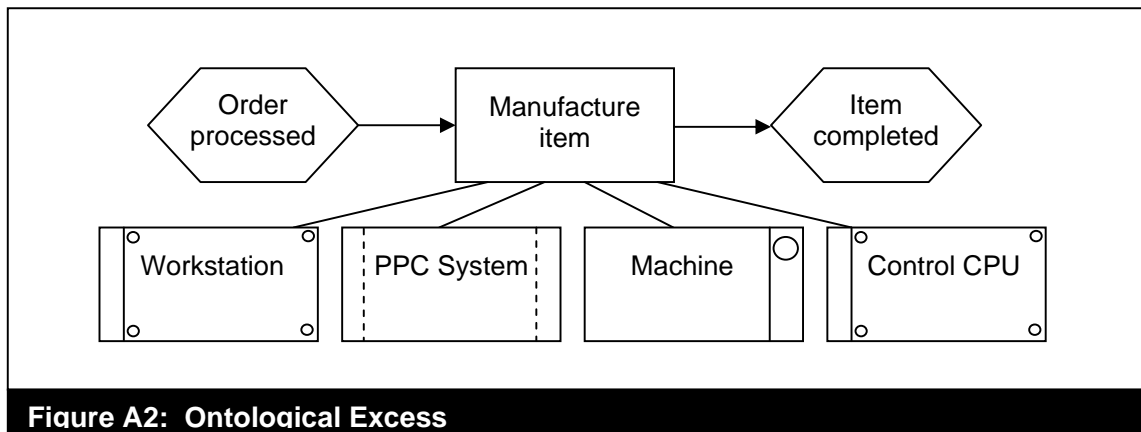 Order
processed
Manufacture
item
Item
completed
Workstation
PPC System
Machine
Control CPU
Figure A2: Ontological Excess